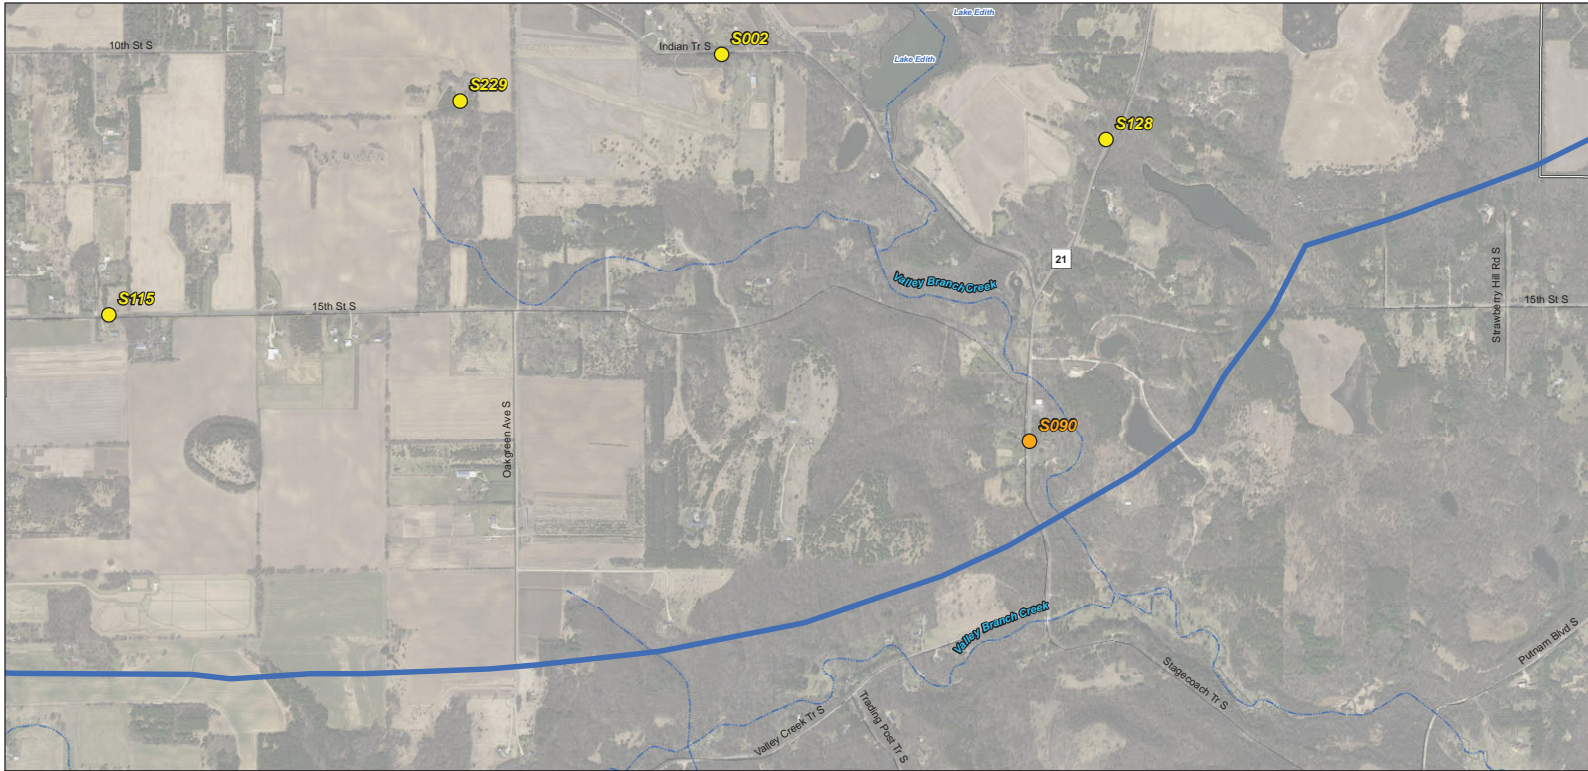 Lake Edith
10th St S
Indian Tr S
S002
Lake Edith
S229
S128
21
Valley Branch Creek
S115
15th St S
15th St S
Strawberry Hill Rd S
Oakgreen Ave S
S090
Valley Branch Creek
Putnam Blvd S
Stagecoach Tr S
Trading Post Tr S
Valley Creek Tr S